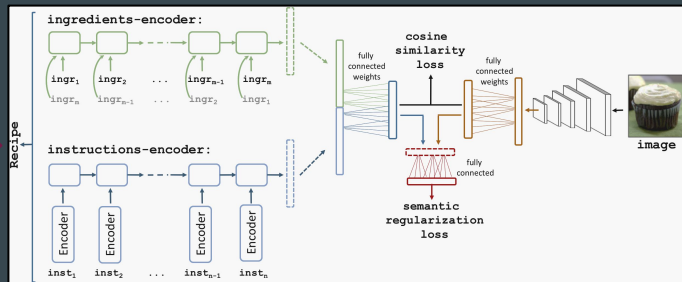 ingredients-encoder:
ingr1 ingr2 ... ingrm-1 ingrm
ingrm ingrm-1 ... ingr2 ingr1
Recipe
instructions-encoder:
Encoder Encoder Encoder Encoder
inst1 inst2 ... instn-1 instn
fully
connected
weights
cosine
similarity
loss
fully
connected
weights
fully
connected
semantic
regularization
loss
image